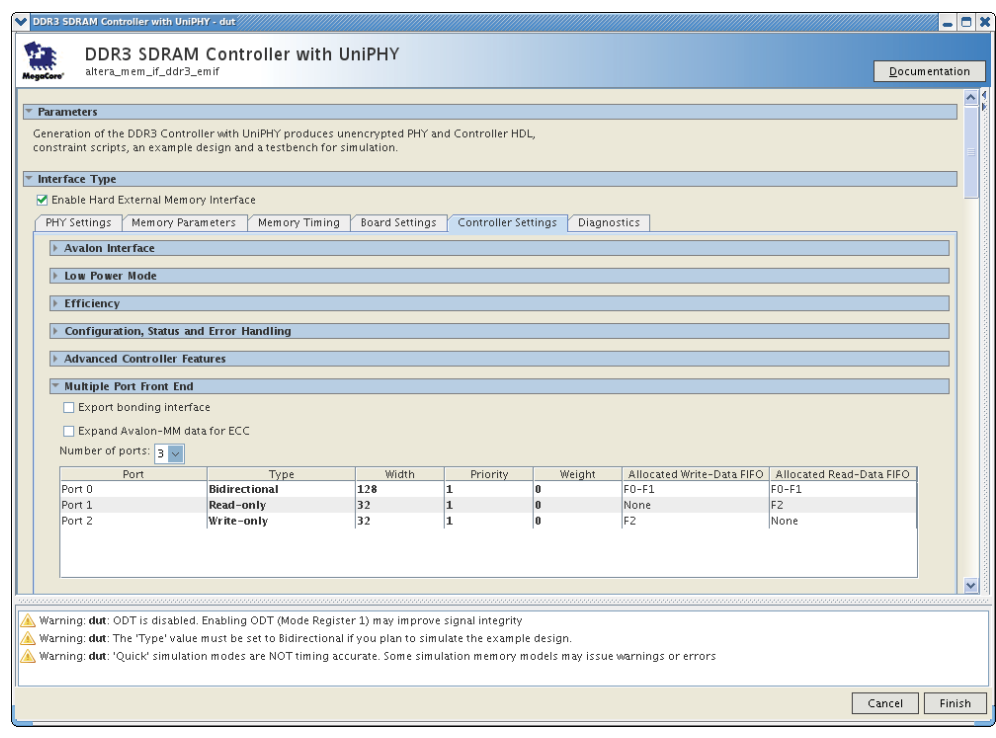 DDR3 SDRAM Controller with UniPHY - dut
MegaCore'
DDR3 SDRAM Controller with UniPHY
altera_mem_if_ddr3_emif
Documentation
Parameters
Generation of the DDR3 Controller with UniPHY produces unencrypted PHY and Controller HDL,
constraint scripts, an example design and a testbench for simulation.
Interface Type
Enable Hard External Memory Interface
PHY Settings Memory Parameters Memory Timing Board Settings Controller Settings Diagnostics
Avalon Interface
Low Power Mode
Efficiency
Configuration, Status and Error Handling
Advanced Controller Features
Multiple Port Front End
Export bonding interface
Expand Avalon-MM data for ECC
Number of ports: 3
Port Type Width Priority Weight Allocated Write-Data FIFO Allocated Read-Data FIFO
Port 0 Bidirectional 128 1 0 F0-F1 F0-F1
Port 1 Read-only 32 1 0 None F2
Port 2 Write-only 32 1 0 F2 None
Warning: dut: ODT is disabled. Enabling ODT (Mode Register 1) may improve signal integrity
Warning: dut: The 'Type' value must be set to Bidirectional if you plan to simulate the example design.
Warning: dut: 'Quick' simulation modes are NOT timing accurate. Some simulation memory models may issue warnings or errors
Cancel Finish